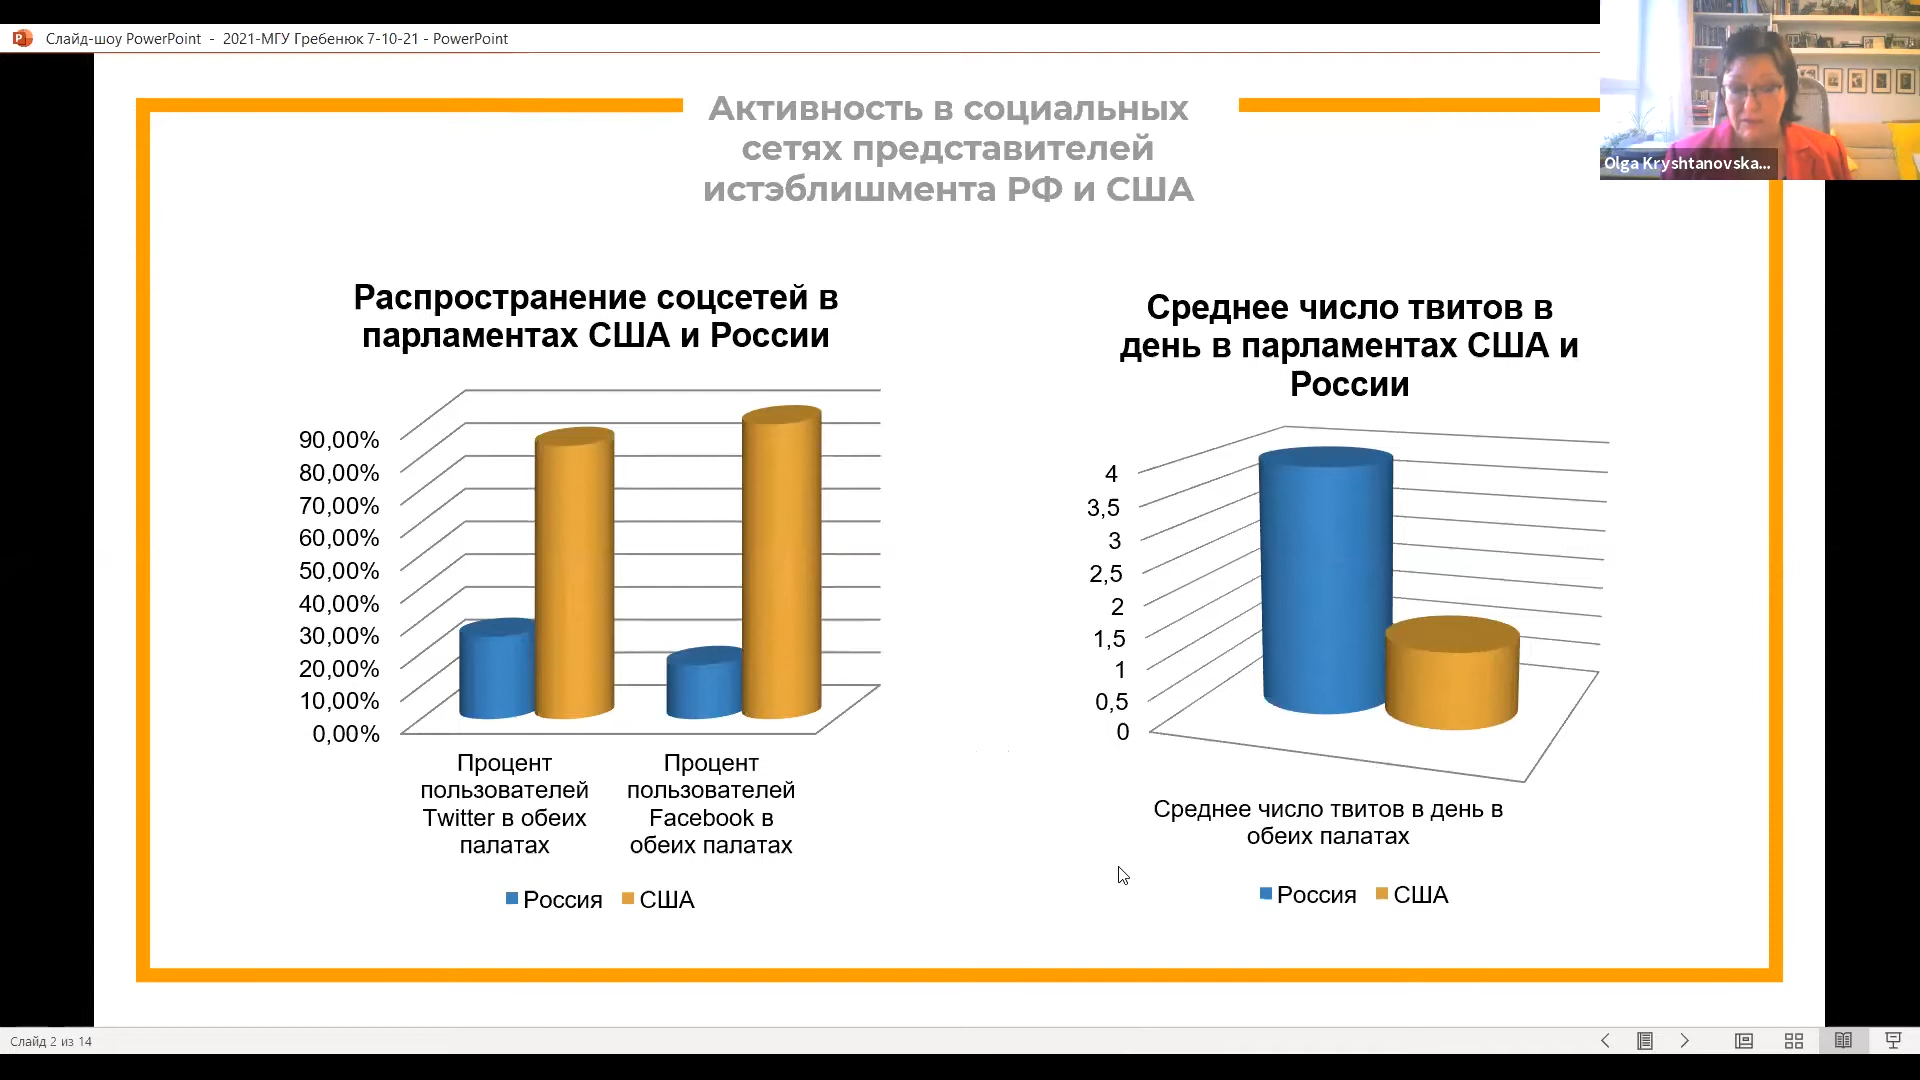 Слайд-шоу PowerPoint - 2021-МГУ Гребенюк 7-10-21 - PowerPoint
Olga Kryshtanovska...
Активность в социальных
сетях представителей
истэблишмента РФ и США
Распространение соцсетей в
парламентах США и России
90,00%
80,00%
70,00%
60,00%
50,00%
40,00%
30,00%
20,00%
10,00%
0,00%
Процент
пользователей
Twitter в обеих
палатах
Процент
пользователей
Facebook в
обеих палатах
Россия США
Среднее число твитов в
день в парламентах США и
России
4
3,5
3
2,5
2
1,5
1
0,5
0
Среднее число твитов в день в
обеих палатах
Россия США
Слайд 2 из 14